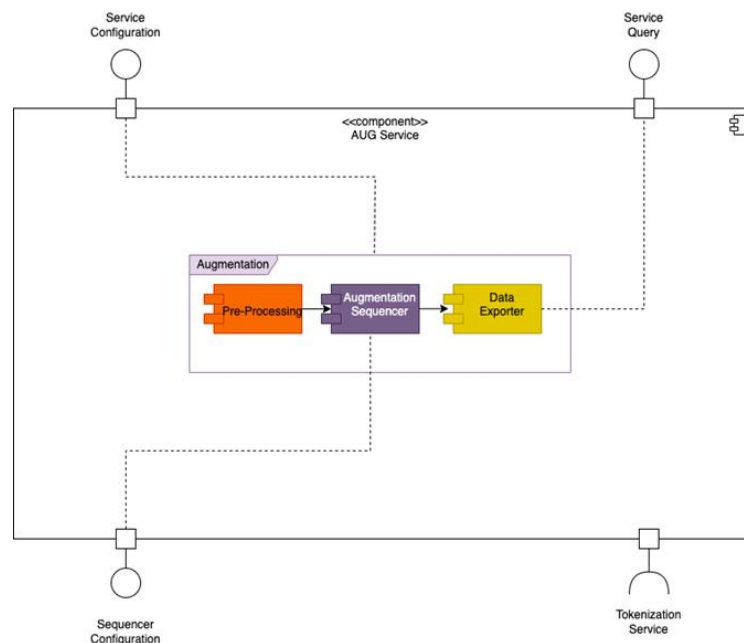 Service
Configuration
Service
Query
<<component>>
AUG Service
Augmentation
Pre-Processing
Augmentation
Sequencer
Data
Exporter
Sequencer
Configuration
Tokenization
Service